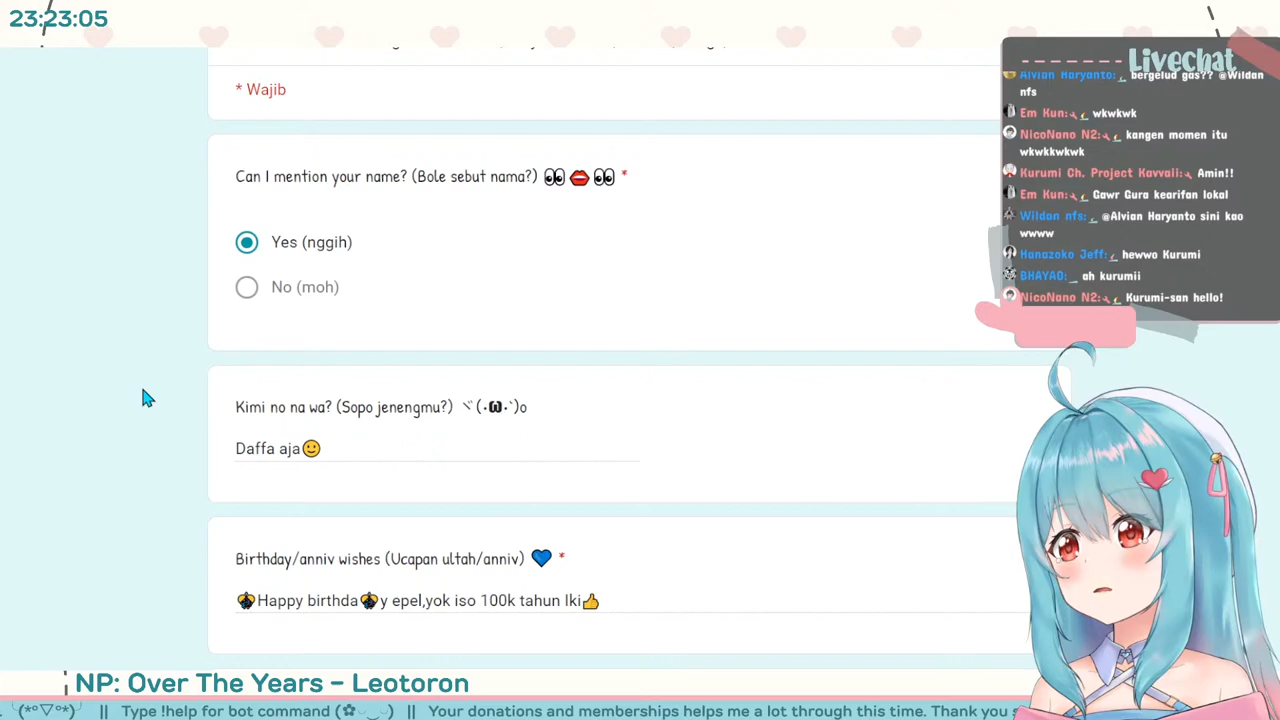 23:23:05
* Wajib
Can I mention your name? (Bole sebut nama?) 👀👄👀 *
Yes (nggih)
No (moh)
Kimi no na wa? (Sopo jenengmu?) ヾ(･ω･`)o
Daffa aja🙂
Birthday/anniv wishes (Ucapan ultah/anniv) 💙 *
Happy birthday epel,yok iso 100k tahun Iki👍
Livechat
Alvian Haryanto: bergelud gas?? @Wildan
nfs
Em Kun: wkwkwk
NicoNano N2: kangen momen itu
wkwkkwkwk
Kurumi Ch. Project Kavvaii: Amin!!
Em Kun: Gawr Gura kearifan lokal
Wildan nfs: @Alvian Haryanto sini kao
wwww
Hanazoko Jeff: hewwo Kurumi
BHAYAO: ah kurumii
NicoNano N2: Kurumi-san hello!
NP: Over The Years – Leotoron
(*°▽°*) || Type !help for bot command (✿◡‿◡) || Your donations and memberships helps me a lot through this time. Thank you s